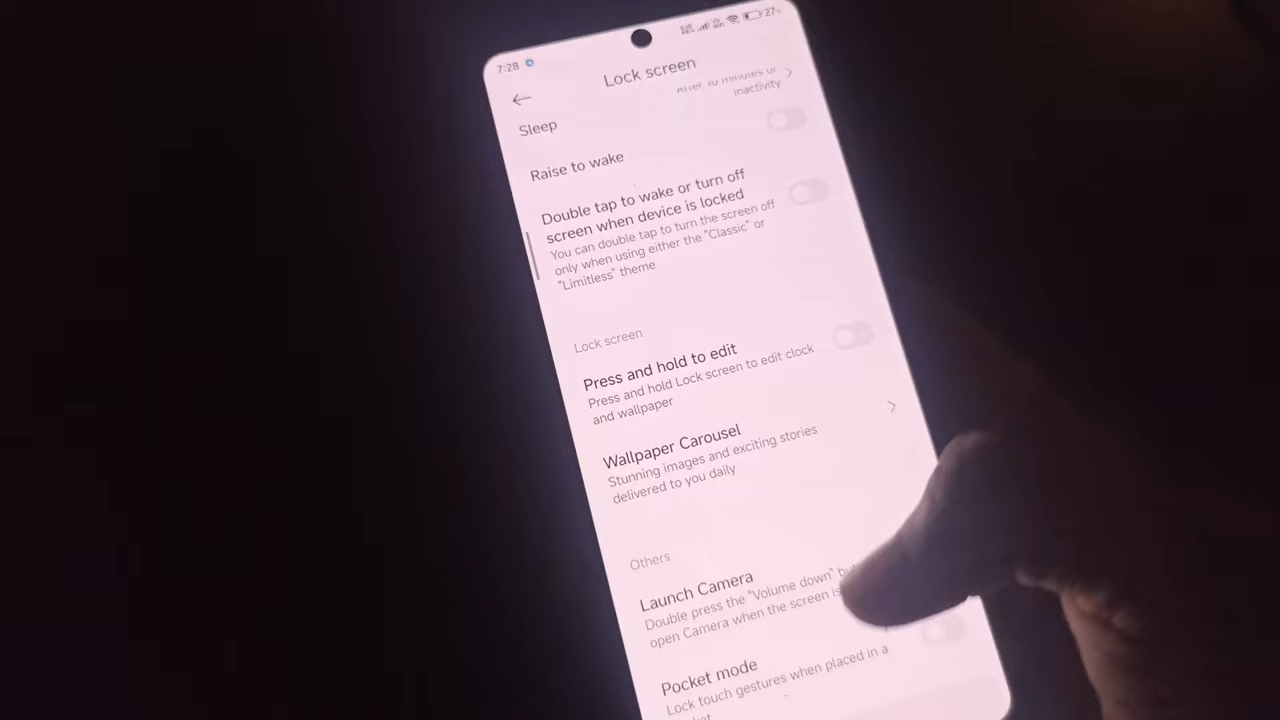 7:28
27
Lock screen
After 10 minutes of
inactivity
Sleep
Raise to wake
Double tap to wake or turn off
screen when device is locked
You can double tap to turn the screen off
only when using either the "Classic" or
"Limitless" theme
Lock screen
Press and hold to edit
Press and hold Lock screen to edit clock
and wallpaper
Wallpaper Carousel
Stunning images and exciting stories
delivered to you daily
Others
Launch Camera
Double press the "Volume down"
open Camera when the screen is
Pocket mode
Lock touch gestures when placed in a